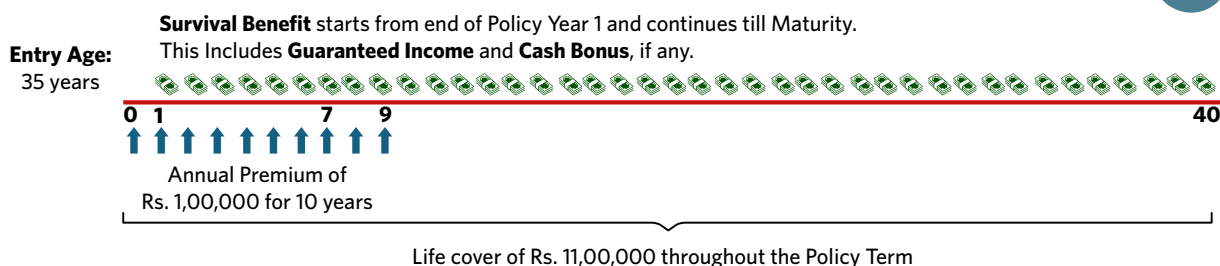 Survival Benefit starts from end of Policy Year 1 and continues till Maturity.
This Includes Guaranteed Income and Cash Bonus, if any.
Entry Age:
35 years
0 1 7 9 40
Annual Premium of
Rs. 1,00,000 for 10 years
Life cover of Rs. 11,00,000 throughout the Policy Term